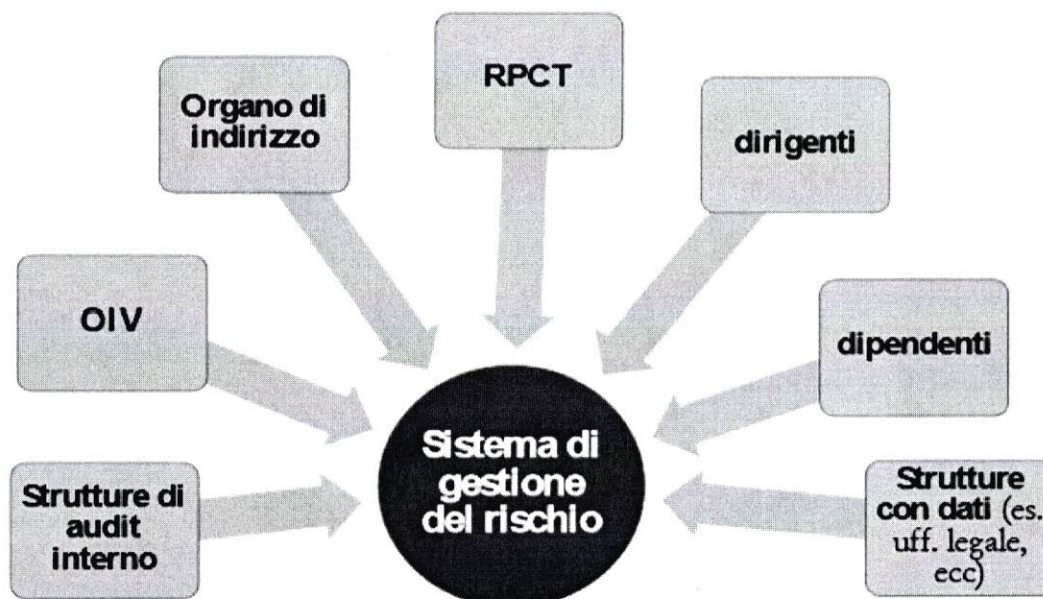 RPCT
Organo di
indirizzo
dirigenti
OIV
dipendenti
Sistema di
gestione
del rischio
Strutture di
audit
interno
Strutture
con dati (es.
uff. legale,
ecc)